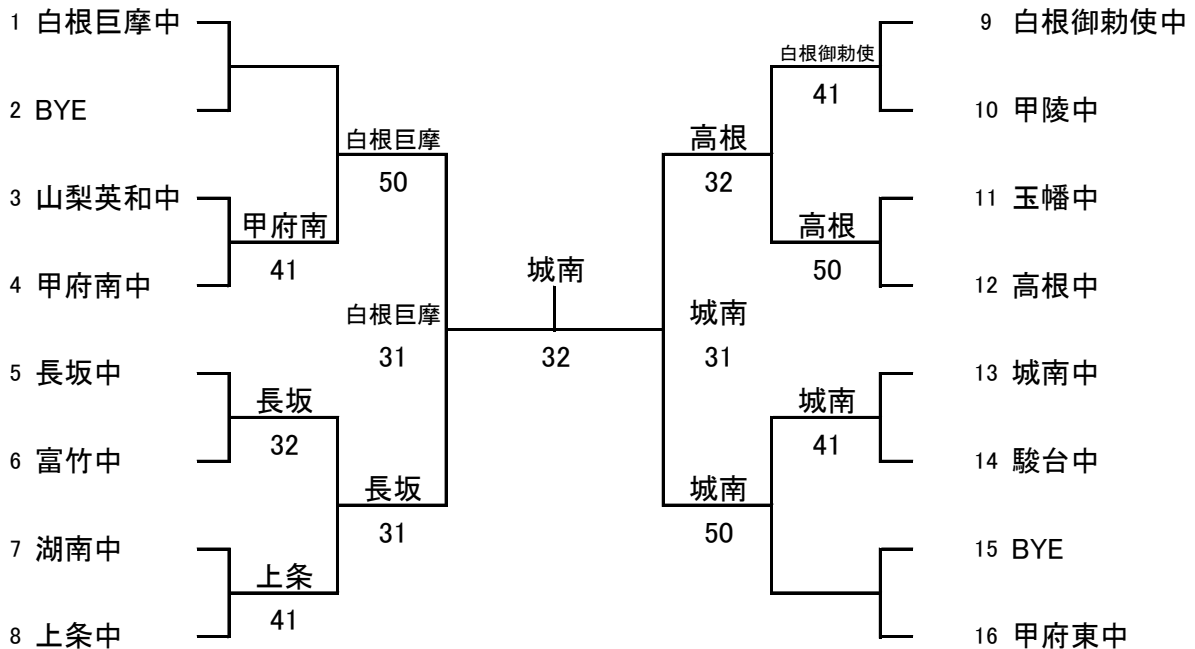 1 白根巨摩中
2 BYE
3 山梨英和中
4 甲府南中
5 長坂中
6 富竹中
7 湖南中
8 上条中
甲府南
41
長坂
32
上条
41
白根巨摩
50
長坂
31
白根巨摩
31
城南
32
城南
31
高根
32
城南
50
白根御勅使
41
高根
50
城南
41
9 白根御勅使中
10 甲陵中
11 玉幡中
12 高根中
13 城南中
14 駿台中
15 BYE
16 甲府東中